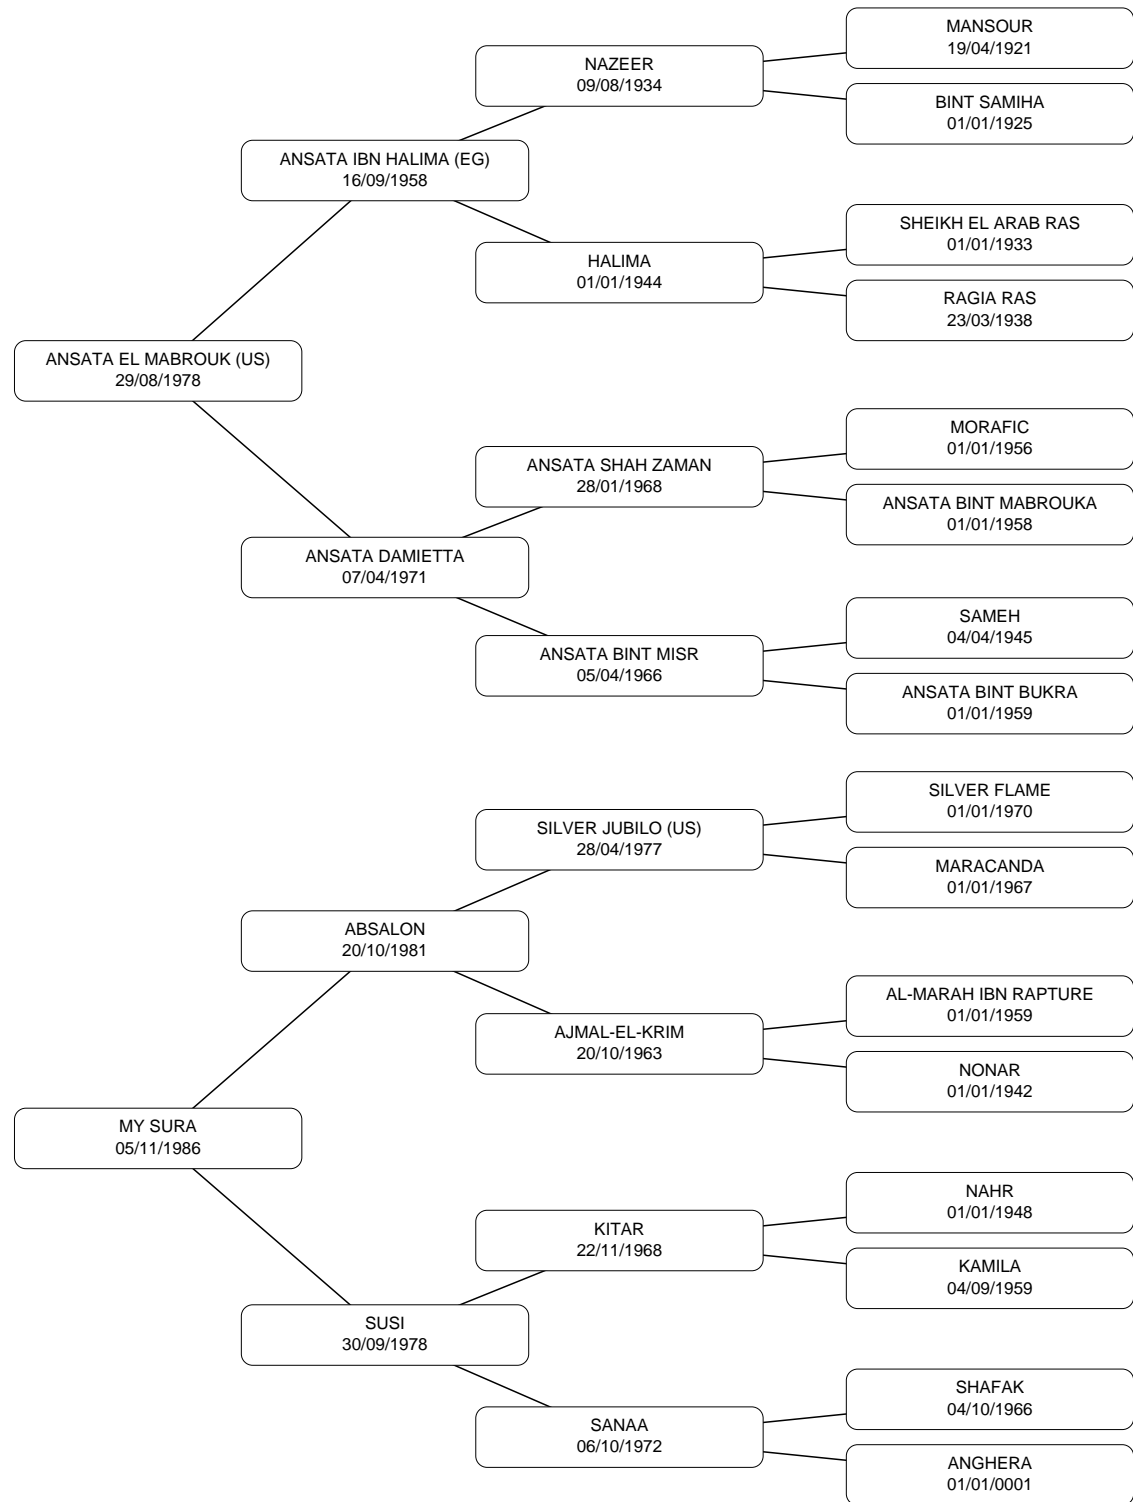 MANSOUR
19/04/1921
NAZEER
09/08/1934
BINT SAMIHA
01/01/1925
ANSATA IBN HALIMA (EG)
16/09/1958
SHEIKH EL ARAB RAS
01/01/1933
HALIMA
01/01/1944
RAGIA RAS
23/03/1938
ANSATA EL MABROUK (US)
29/08/1978
MORAFIC
01/01/1956
ANSATA SHAH ZAMAN
28/01/1968
ANSATA BINT MABROUKA
01/01/1958
ANSATA DAMIETTA
07/04/1971
SAMEH
04/04/1945
ANSATA BINT MISR
05/04/1966
ANSATA BINT BUKRA
01/01/1959
SILVER FLAME
01/01/1970
SILVER JUBILO (US)
28/04/1977
MARACANDA
01/01/1967
ABSALON
20/10/1981
AL-MARAH IBN RAPTURE
01/01/1959
AJMAL-EL-KRIM
20/10/1963
NONAR
01/01/1942
MY SURA
05/11/1986
NAHR
01/01/1948
KITAR
22/11/1968
KAMILA
04/09/1959
SUSI
30/09/1978
SHAFAK
04/10/1966
SANAA
06/10/1972
ANGHERA
01/01/0001